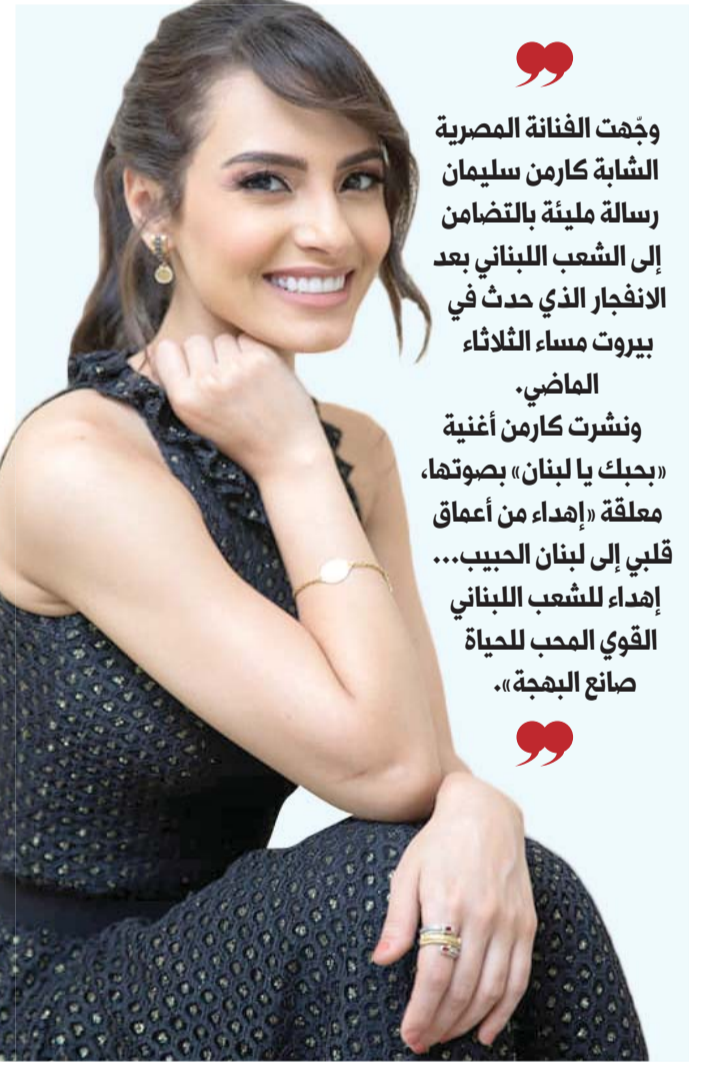 وجّهت الفنانة المصرية
الشابة كارمن سليمان
رسالة مليئة بالتضامن
إلى الشعب اللبناني بعد
الانفجار الذي حدث في
بيروت مساء الثلاثاء
الماضي.
ونشرت كارمن أغنية
«بحبك يا لبنان» بصوتها،
معلقة «إهداء من أعماق
قلبي إلى لبنان الحبيب...
إهداء للشعب اللبناني
القوي المحب للحياة
صانع البهجة».